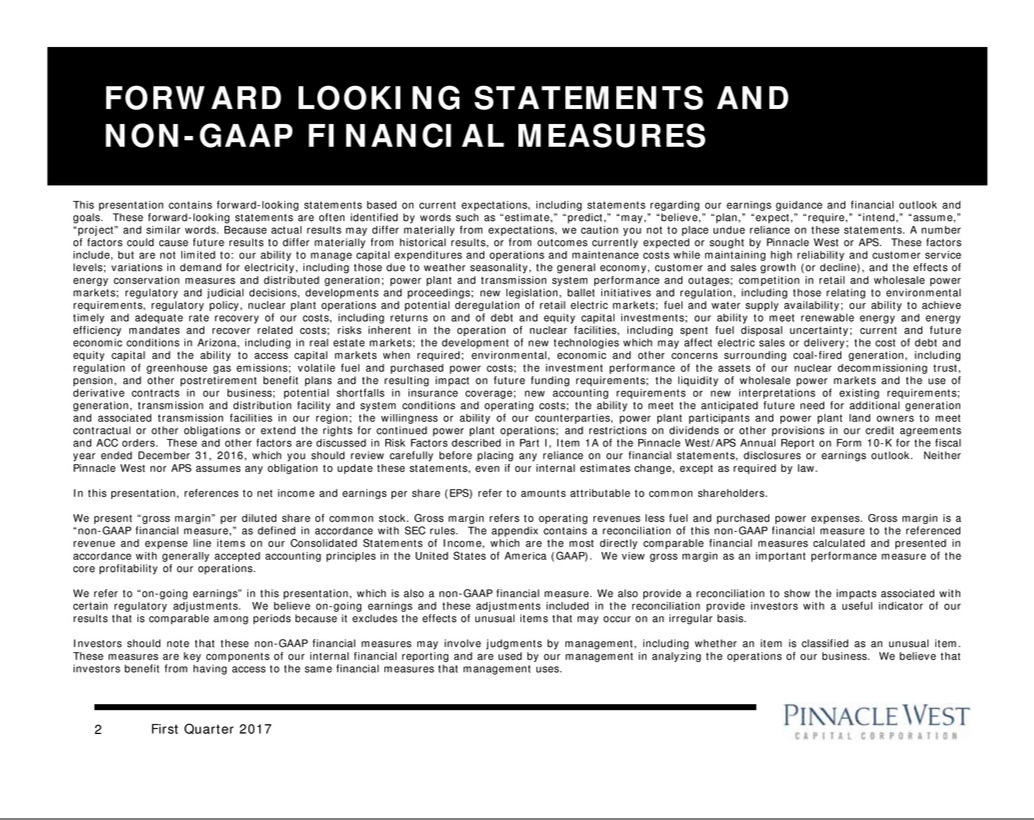 FORWARD LOOKING STATEMENTS AND
NON-GAAP FINANCIAL MEASURES
This presentation contains forward-looking statements based on current expectations, including statements regarding our earnings guidance and financial outlook and
goals. These forward-looking statements are often identified by words such as “estimate,” “predict,” “may,” “believe,” “plan,” “expect,” “require,” “intend,” “assume,”
“project” and similar words. Because actual results may differ materially from expectations, we caution you not to place undue reliance on these statements. A number
of factors could cause future results to differ materially from historical results, or from outcomes currently expected or sought by Pinnacle West or APS. These factors
include, but are not limited to: our ability to manage capital expenditures and operations and maintenance costs while maintaining high reliability and customer service
levels; variations in demand for electricity, including those due to weather seasonality, the general economy, customer and sales growth (or decline), and the effects of
energy conservation measures and distributed generation; power plant and transmission system performance and outages; competition in retail and wholesale power
markets; regulatory and judicial decisions, developments and proceedings; new legislation, ballet initiatives and regulation, including those relating to environmental
requirements, regulatory policy, nuclear plant operations and potential deregulation of retail electric markets; fuel and water supply availability; our ability to achieve
timely and adequate rate recovery of our costs, including returns on and of debt and equity capital investments; our ability to meet renewable energy and energy
efficiency mandates and recover related costs; risks inherent in the operation of nuclear facilities, including spent fuel disposal uncertainty; current and future
economic conditions in Arizona, including in real estate markets; the development of new technologies which may affect electric sales or delivery; the cost of debt and
equity capital and the ability to access capital markets when required; environmental, economic and other concerns surrounding coal-fired generation, including
regulation of greenhouse gas emissions; volatile fuel and purchased power costs; the investment performance of the assets of our nuclear decommissioning trust,
pension, and other postretirement benefit plans and the resulting impact on future funding requirements; the liquidity of wholesale power markets and the use of
derivative contracts in our business; potential shortfalls in insurance coverage; new accounting requirements or new interpretations of existing requirements;
generation, transmission and distribution facility and system conditions and operating costs; the ability to meet the anticipated future need for additional generation
and associated transmission facilities in our region; the willingness or ability of our counterparties, power plant participants and power plant land owners to meet
contractual or other obligations or extend the rights for continued power plant operations; and restrictions on dividends or other provisions in our credit agreements
and ACC orders. These and other factors are discussed in Risk Factors described in Part I, Item 1A of the Pinnacle West/APS Annual Report on Form 10-K for the fiscal
year ended December 31, 2016, which you should review carefully before placing any reliance on our financial statements, disclosures or earnings outlook. Neither
Pinnacle West nor APS assumes any obligation to update these statements, even if our internal estimates change, except as required by law.
In this presentation, references to net income and earnings per share (EPS) refer to amounts attributable to common shareholders.
We present “gross margin” per diluted share of common stock. Gross margin refers to operating revenues less fuel and purchased power expenses. Gross margin is a
“non-GAAP financial measure,” as defined in accordance with SEC rules. The appendix contains a reconciliation of this non-GAAP financial measure to the referenced
revenue and expense line items on our Consolidated Statements of Income, which are the most directly comparable financial measures calculated and presented in
accordance with generally accepted accounting principles in the United States of America (GAAP). We view gross margin as an important performance measure of the
core profitability of our operations.
We refer to “on-going earnings” in this presentation, which is also a non-GAAP financial measure. We also provide a reconciliation to show the impacts associated with
certain regulatory adjustments. We believe on-going earnings and these adjustments included in the reconciliation provide investors with a useful indicator of our
results that is comparable among periods because it excludes the effects of unusual items that may occur on an irregular basis.
Investors should note that these non-GAAP financial measures may involve judgments by management, including whether an item is classified as an unusual item.
These measures are key components of our internal financial reporting and are used by our management in analyzing the operations of our business. We believe that
investors benefit from having access to the same financial measures that management uses.
2 First Quarter 2017
PINNACLE WEST
CAPITAL CORPORATION